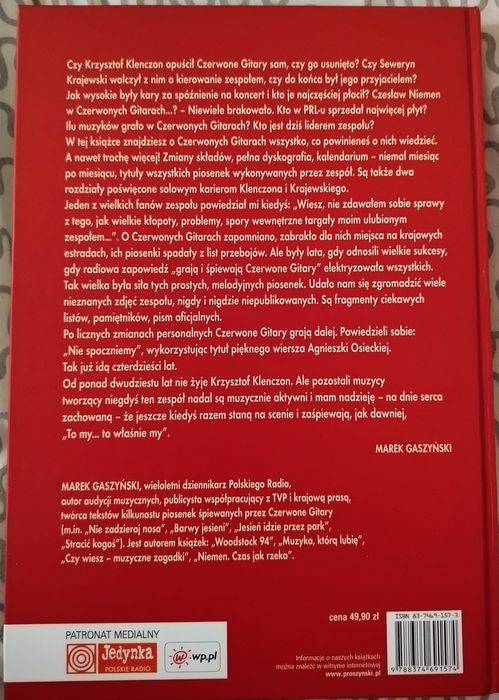 Czy Krzysztof Klenczon opuścił Czerwone Gitary sam, czy go usunięto? Czy Seweryn
Krajewski walczył z nim o kierowanie zespołem, czy do końca był jego przyjacielem?
Jak wysokie były kary za spóźnienie na koncert i kto je najczęściej płacił? Czesław Niemen
w Czerwonych Gitarach...? – Niewiele brakowało. Kto w PRL-u sprzedał najwięcej płyt?
Ilu muzyków grało w Czerwonych Gitarach? Kto jest dziś liderem zespołu?
W tej książce znajdziesz o Czerwonych Gitarach wszystko, co powinieneś o nich wiedzieć.
A nawet trochę więcej! Zmiany składów, pełna dyskografia, kalendarium – niemal miesiąc
po miesiącu, tytuły wszystkich piosenek wykonywanych przez zespół. Są także dwa
rozdziały poświęcone solowym karierom Klenczona i Krajewskiego.
Jeden z wielkich fanów zespołu powiedział mi kiedyś: „Wiesz, nie zdawałem sobie sprawy
z tego, jak wielkie kłopoty, problemy, spory wewnętrzne targały moim ulubionym
zespołem...”. O Czerwonych Gitarach zapomniano, zabrakło dla nich miejsca na krajowych
estradach, ich piosenki spadały z list przebojów. Ale były lata, gdy odnosili wielkie sukcesy,
gdy radiowa zapowiedź „grają i śpiewają Czerwone Gitary” elektryzowała wszystkich.
Tak wielka była siła tych prostych, melodyjnych piosenek. Udało nam się zgromadzić wiele
nieznanych zdjęć zespołu, nigdy i nigdzie niepublikowanych. Są fragmenty ciekawych
listów, pamiętników, pism oficjalnych.
Po licznych zmianach personalnych Czerwone Gitary grają dalej. Powiedzieli sobie:
„Nie spoczniemy”, wykorzystując tytuł pięknego wiersza Agnieszki Osieckiej.
Tak już idą czterdzieści lat.
Od ponad dwudziestu lat nie żyje Krzysztof Klenczon. Ale pozostali muzycy
tworzący niegdyś ten zespół nadal są muzycznie aktywni i mam nadzieję – na dnie serca
zachowaną – że jeszcze kiedyś razem staną na scenie i zaśpiewają, jak dawniej,
„To my... to właśnie my”.
MAREK GASZYŃSKI
MAREK GASZYŃSKI, wieloletni dziennikarz Polskiego Radia,
autor audycji muzycznych, publicysta współpracujący z TVP i krajową prasą,
twórca tekstów kilkunastu piosenek śpiewanych przez Czerwone Gitary
(m.in. „Nie zadzieraj nosa”, „Barwy jesieni”, „Jesień idzie przez park”,
„Stracić kogoś”). Jest autorem książek: „Woodstock 94”, „Muzyka, którą lubię”,
„Czy wiesz – muzyczne zagadki”, „Niemen. Czas jak rzeka”.
cena 49,90 zł
ISBN 83-7469-157-3
9 788374 691574
PATRONAT MEDIALNY
Jedynka
POLSKIE RADIO
w wp.pl
Informacje o naszych książkach
można znaleźć w witrynie internetowej
www.proszynski.pl